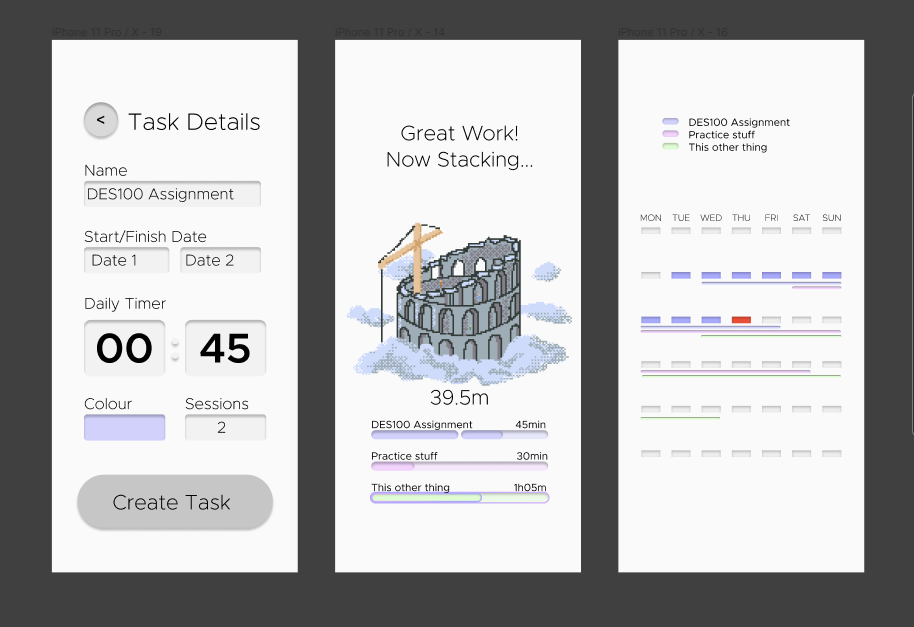 iPhone 11 Pro / X - 19
<
Task Details
Name
DES100 Assignment
Start/Finish Date
Date 1 Date 2
Daily Timer
00 : 45
Colour Sessions
2
Create Task
iPhone 11 Pro / X - 14
Great Work!
Now Stacking...
39.5m
DES100 Assignment 45min
Practice stuff 30min
This other thing 1h05m
iPhone 11 Pro / X - 16
DES100 Assignment
Practice stuff
This other thing
MON TUE WED THU FRI SAT SUN